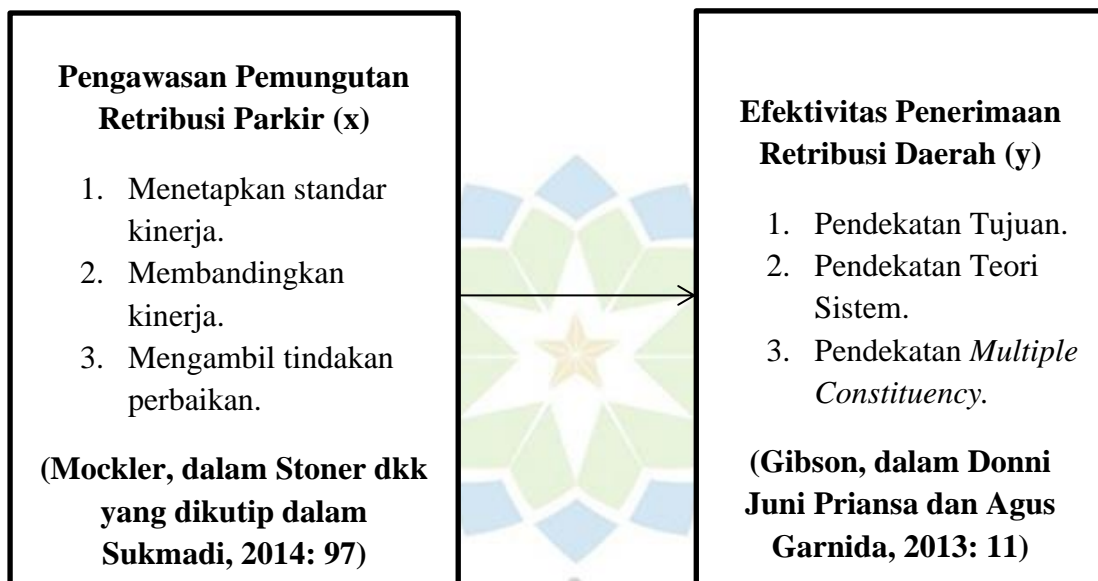 Pengawasan Pemungutan
Retribusi Parkir (x)
1. Menetapkan standar
kinerja.
2. Membandingkan
kinerja.
3. Mengambil tindakan
perbaikan.
(Mockler, dalam Stoner dkk
yang dikutip dalam
Sukmadi, 2014: 97)
Efektivitas Penerimaan
Retribusi Daerah (y)
1. Pendekatan Tujuan.
2. Pendekatan Teori
Sistem.
3. Pendekatan Multiple
Constituency.
(Gibson, dalam Donni
Juni Priansa dan Agus
Garnida, 2013: 11)